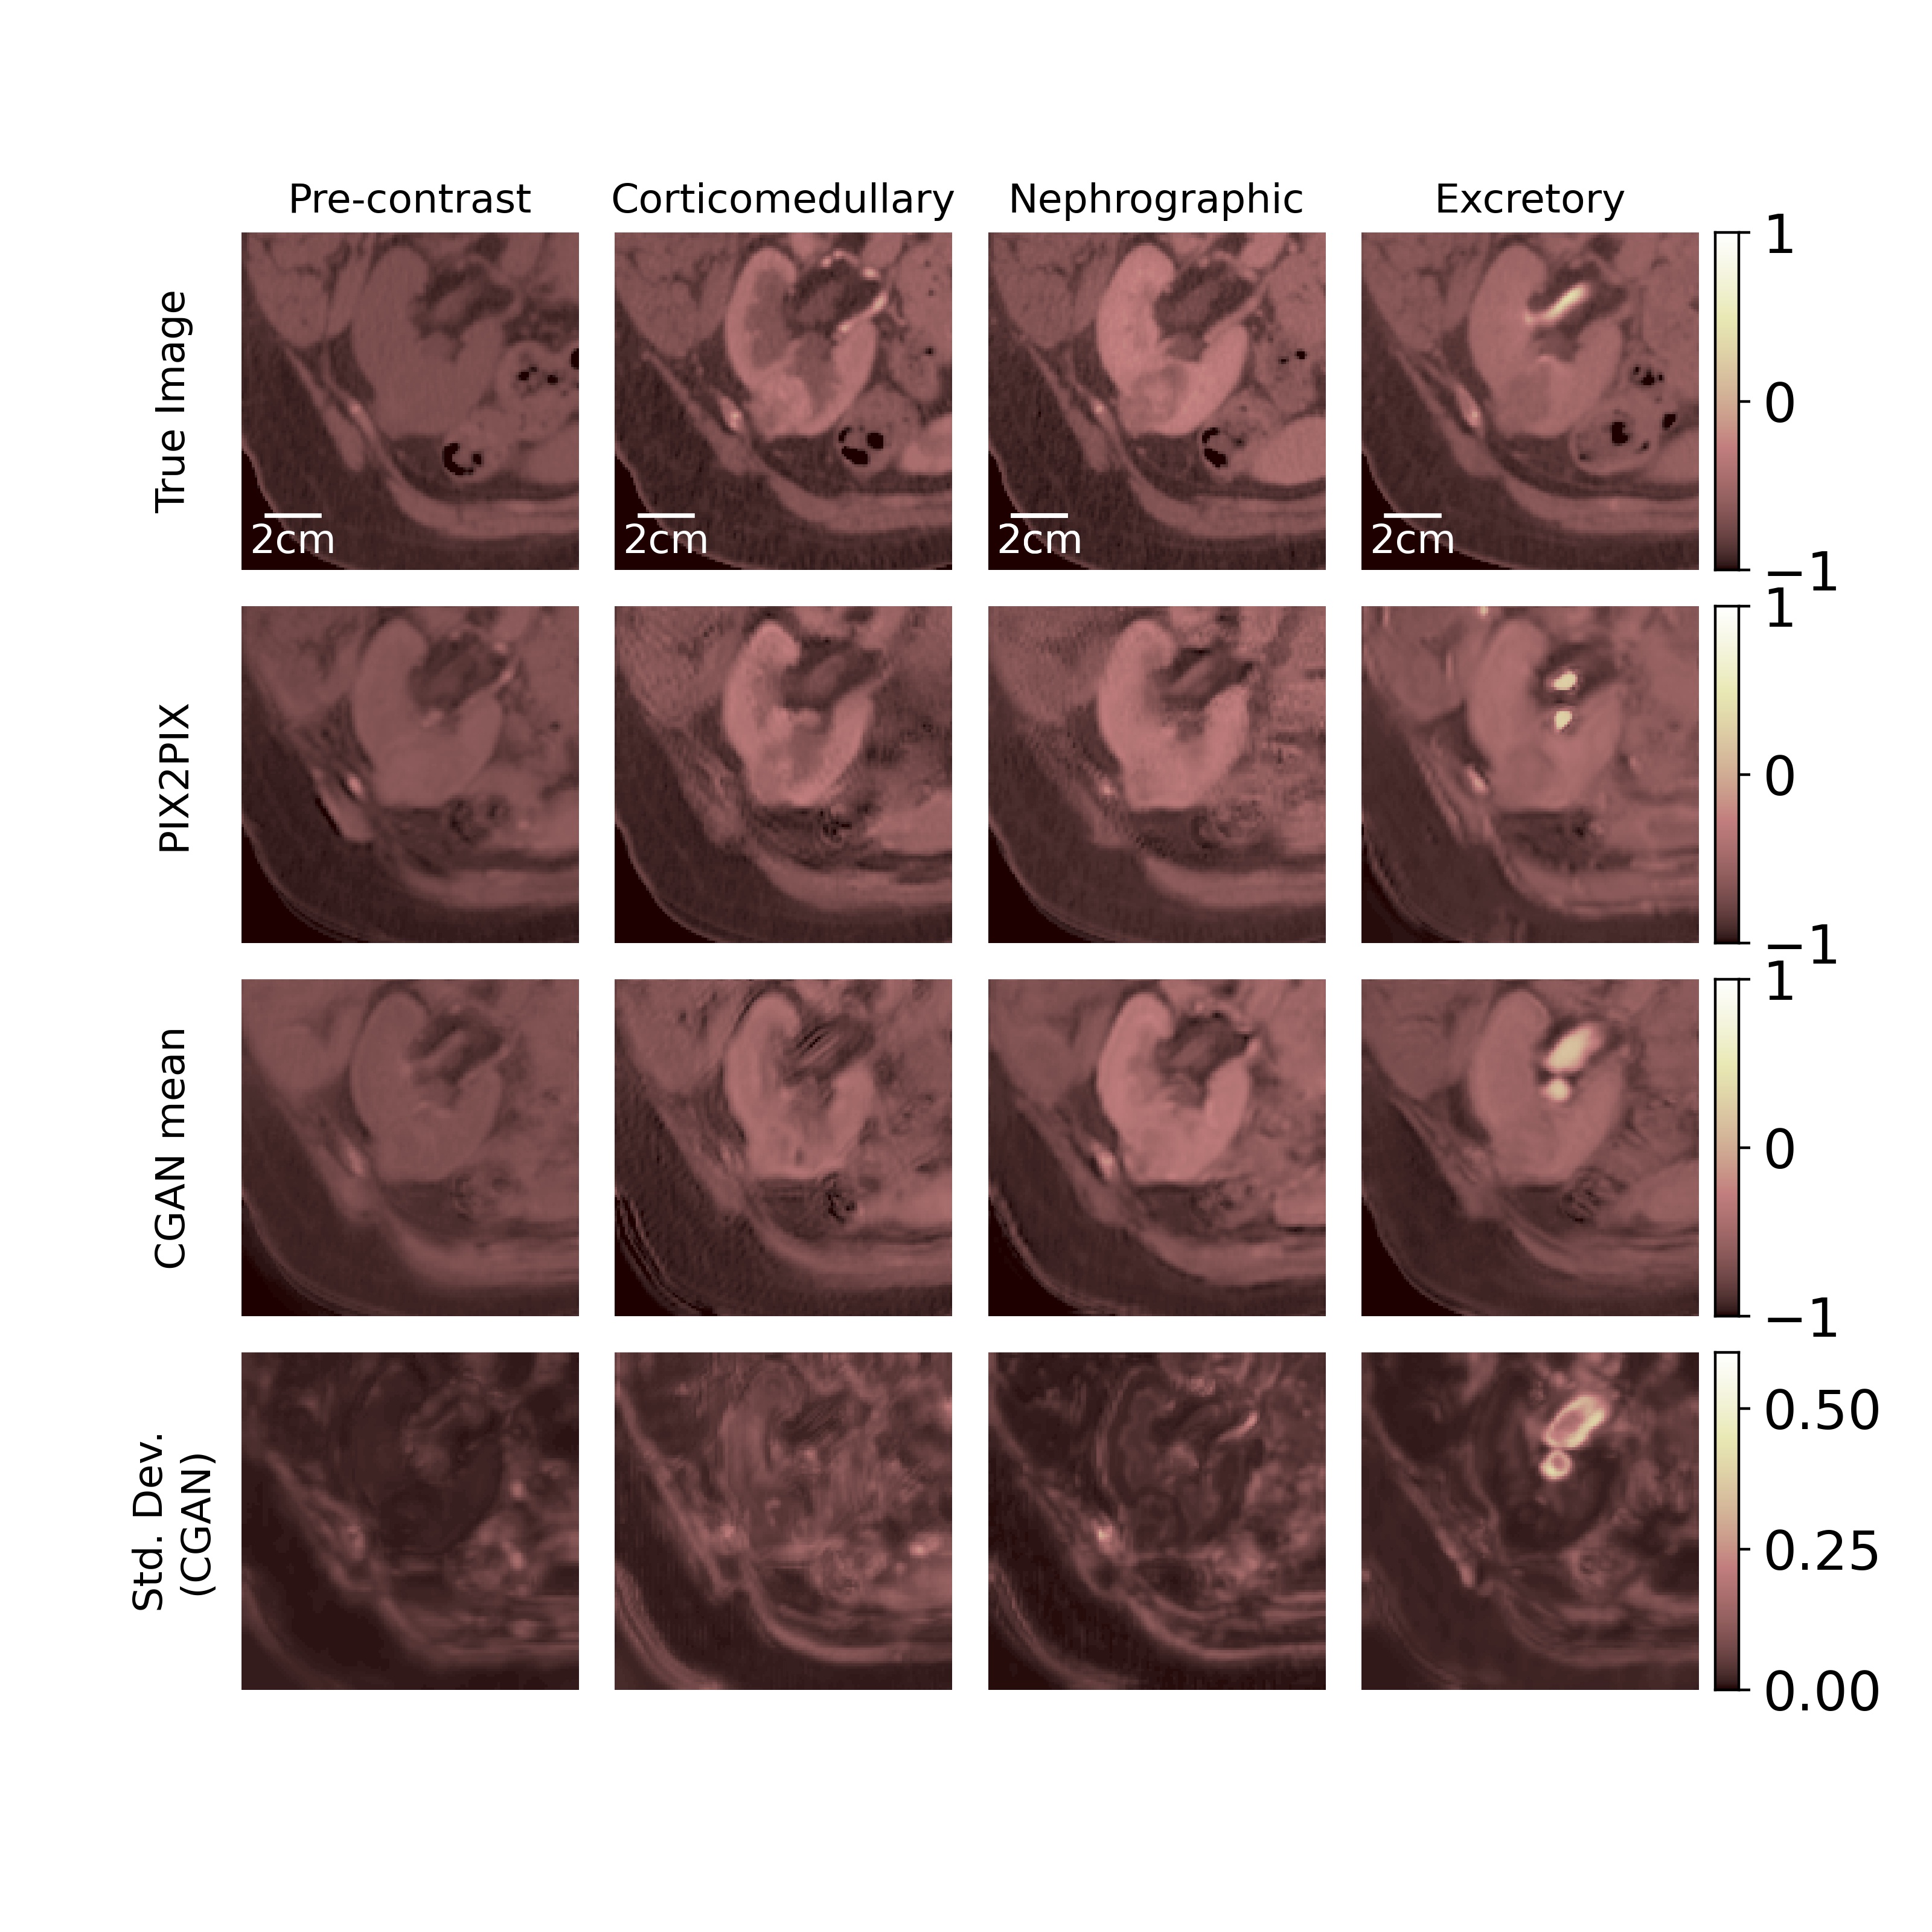 Pre-contrast
Corticomedullary
Nephrographic
Excretory
True Image
2cm
2cm
2cm
2cm
1
0
−1
PIX2PIX
1
0
−1
CGAN mean
1
0
−1
Std. Dev.
(CGAN)
0.50
0.25
0.00